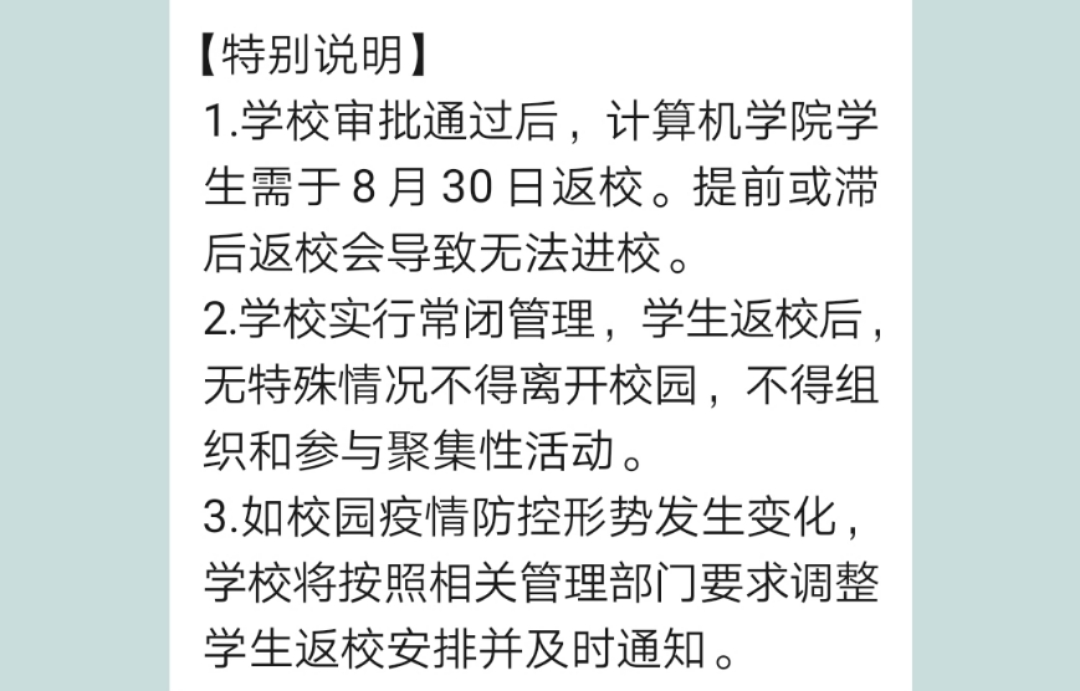 【特别说明】
1.学校审批通过后，计算机学院学
生需于8月30日返校。提前或滞
后返校会导致无法进校。
2.学校实行常闭管理，学生返校后，
无特殊情况不得离开校园，不得组
织和参与聚集性活动。
3.如校园疫情防控形势发生变化，
学校将按照相关管理部门要求调整
学生返校安排并及时通知。